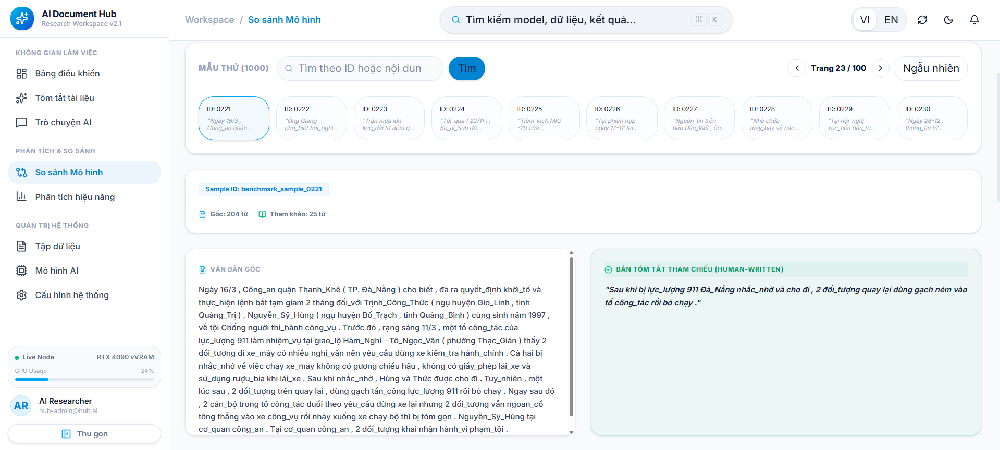 AI Document Hub
Research Workspace v2.1
KHÔNG GIAN LÀM VIỆC
Bảng điều khiển
Tóm tắt tài liệu
Trò chuyện AI
PHÂN TÍCH & SO SÁNH
So sánh Mô hình
Phân tích hiệu năng
QUẢN TRỊ HỆ THỐNG
Tập dữ liệu
Mô hình AI
Cấu hình hệ thống
Live Node RTX 4090 vVRAM
GPU Usage 24%
AR
AI Researcher
hub-admin@hub.ai
Thu gọn
Workspace / So sánh Mô hình
Tìm kiếm model, dữ liệu, kết quả...
⌘ K
VI EN
MẪU THỬ (1000)
Tìm theo ID hoặc nội dun
Tìm
Trang 23 / 100
Ngẫu nhiên
ID: 0221
"Ngày 16/3 ,
Công_an quận...
ID: 0222
"Ông Giang
cho_biết hội_nghị...
ID: 0223
"Trận mưa lớn
kéo_dài từ đêm q...
ID: 0224
"Tối_qua ( 22/11 ) ,
So_Ji_Sub đã...
ID: 0225
"Tiêm_kích MIG
-29 của...
ID: 0226
"Tại phiên họp
ngày 17-12 tại...
ID: 0227
"Nguồn_tin trên
báo Dân_Việt , ôn...
ID: 0228
"Nhà chứa
máy_bay và các...
ID: 0229
"Tại hội_nghị
xúc_tiến đầu_tư...
ID: 0230
"Ngày 28-12 ,
thông_tin từ...
Sample ID: benchmark_sample_0221
Gốc: 204 từ
Tham khảo: 25 từ
VĂN BẢN GỐC
Ngày 16/3 , Công_an quận Thanh_Khê ( TP. Đà_Nẵng ) cho biết , đã ra quyết_định khởi_tố và
thực_hiện lệnh bắt tạm giam 2 tháng đối_với Trịnh_Công_Thức ( ngụ huyện Gio_Linh , tỉnh
Quảng_Trị ) , Nguyễn_Sỹ_Hùng ( ngụ huyện Bố_Trạch , tỉnh Quảng_Bình ) cùng sinh năm 1997 ,
về tội Chống người thi_hành công_vụ . Trước đó , rạng sáng 11/3 , một tổ công_tác của
lực_lượng 911 làm nhiệm_vụ tại giao_lộ Hàm_Nghi - Tô_Ngọc_Vân ( phường Thạc_Gián ) thấy 2
đối_tượng đi xe_máy có nhiều nghi_vấn nên yêu_cầu dừng xe kiểm_tra hành_chính . Cả hai bị
nhắc_nhở về việc chạy xe_máy không có gương chiếu hậu , không có giấy_phép lái_xe và
sử_dụng rượu_bia khi lái_xe . Sau khi nhắc_nhở , Hùng và Thức được cho đi . Tuy_nhiên , một
lúc sau , 2 đối_tượng trên quay lại , dùng gạch tấn_công lực_lượng 911 rồi bỏ chạy . Ngay sau đó
, 2 cán_bộ trong tổ công_tác đuổi theo yêu_cầu dừng xe lại nhưng 2 đối_tượng vẫn ngoan_cố
tông thẳng vào xe công_vụ rồi nhảy xuống xe chạy bộ thì bị tóm gọn . Nguyễn_Sỹ_Hùng tại
cơ_quan công_an . Tại cơ_quan công_an , 2 đối_tượng khai nhận hành_vi phạm_tội .
BẢN TÓM TẮT THAM CHIẾU (HUMAN-WRITTEN)
"Sau khi bị lực_lượng 911 Đà_Nẵng nhắc_nhở và cho đi , 2 đối_tượng quay lại dùng gạch ném vào
tổ công_tác rồi bỏ chạy ."